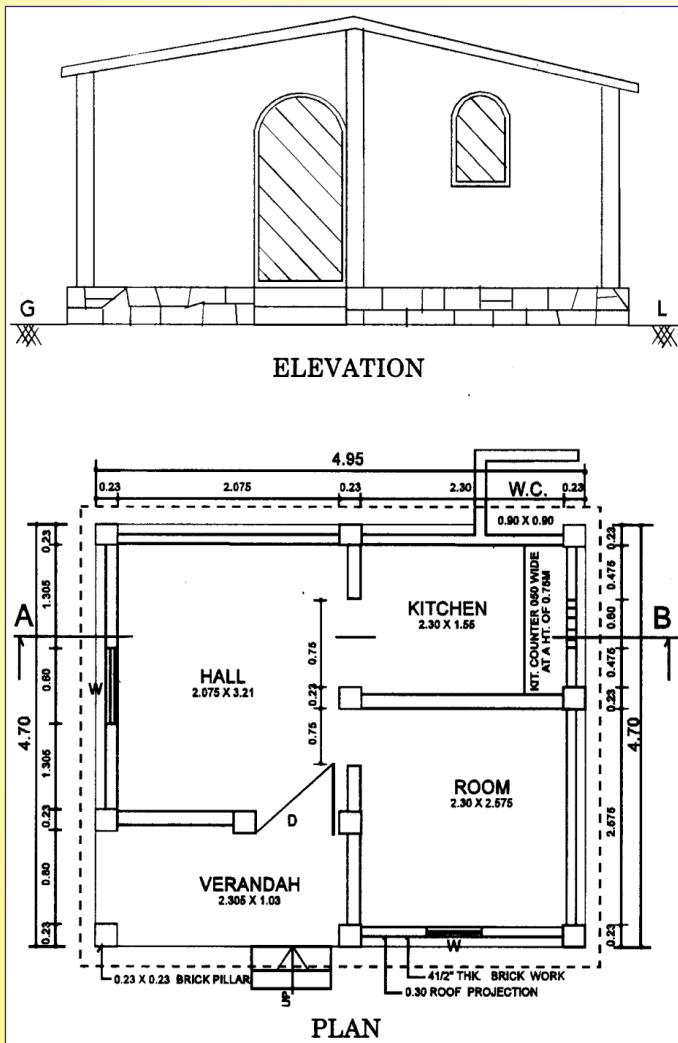 G
L
ELEVATION
4.95
0.23
2.075
0.23
2.30
W.C.
0.23
0.90 X 0.90
0.23
1.305
0.60
1.305
0.23
0.80
0.23
4.70
A
W
HALL
2.075 X 3.21
0.75
0.23
0.75
KITCHEN
2.30 X 1.55
KIT. COUNTER 050 WIDE
AT A HT. OF 0.75M
B
0.23
0.475
0.60
0.475
0.23
2.575
0.23
4.70
ROOM
2.30 X 2.575
D
VERANDAH
2.305 X 1.03
W
0.23 X 0.23 BRICK PILLAR
UP
41/2" THK. BRICK WORK
0.30 ROOF PROJECTION
PLAN